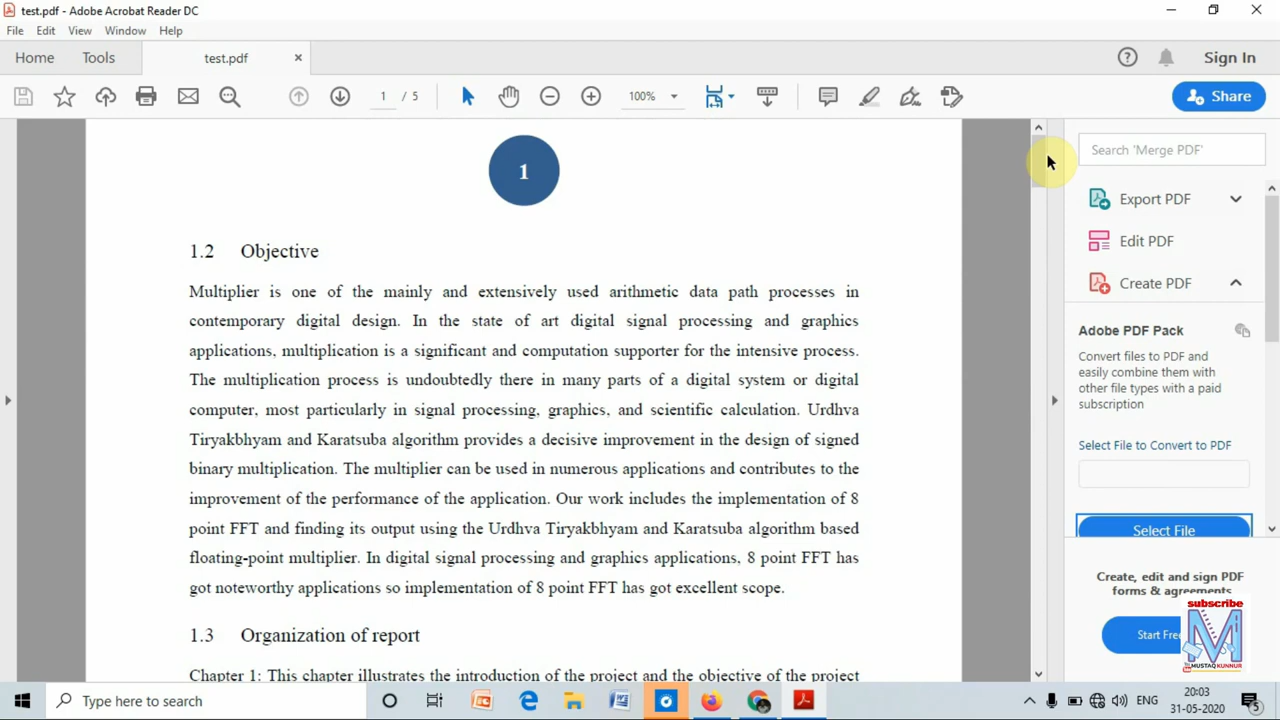 test.pdf - Adobe Acrobat Reader DC
File Edit View Window Help
Home Tools test.pdf Sign In
1 / 5 100% Share
1
1.2 Objective
Multiplier is one of the mainly and extensively used arithmetic data path processes in
contemporary digital design. In the state of art digital signal processing and graphics
applications, multiplication is a significant and computation supporter for the intensive process.
The multiplication process is undoubtedly there in many parts of a digital system or digital
computer, most particularly in signal processing, graphics, and scientific calculation. Urdhva
Tiryakbhyam and Karatsuba algorithm provides a decisive improvement in the design of signed
binary multiplication. The multiplier can be used in numerous applications and contributes to the
improvement of the performance of the application. Our work includes the implementation of 8
point FFT and finding its output using the Urdhva Tiryakbhyam and Karatsuba algorithm based
floating-point multiplier. In digital signal processing and graphics applications, 8 point FFT has
got noteworthy applications so implementation of 8 point FFT has got excellent scope.
1.3 Organization of report
Chapter 1: This chapter illustrates the introduction of the project and the objective of the project
Search 'Merge PDF'
Export PDF
Edit PDF
Create PDF
Adobe PDF Pack
Convert files to PDF and
easily combine them with
other file types with a paid
subscription
Select File to Convert to PDF
Select File
Create, edit and sign PDF
forms & agreements
Start Fre
subscribe
MUSTAQ KUNNUR
Type here to search
ENG
20:03
31-05-2020
5